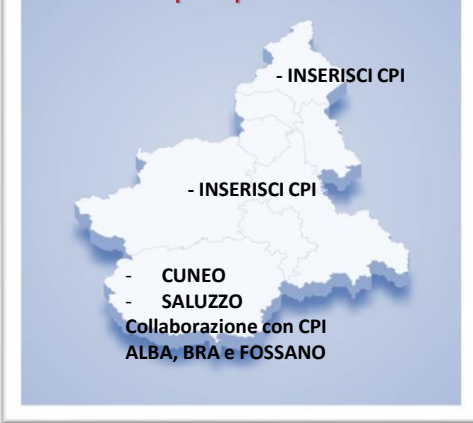 - INSERISCI CPI
- INSERISCI CPI
- CUNEO
- SALUZZO
Collaborazione con CPI
ALBA, BRA e FOSSANO